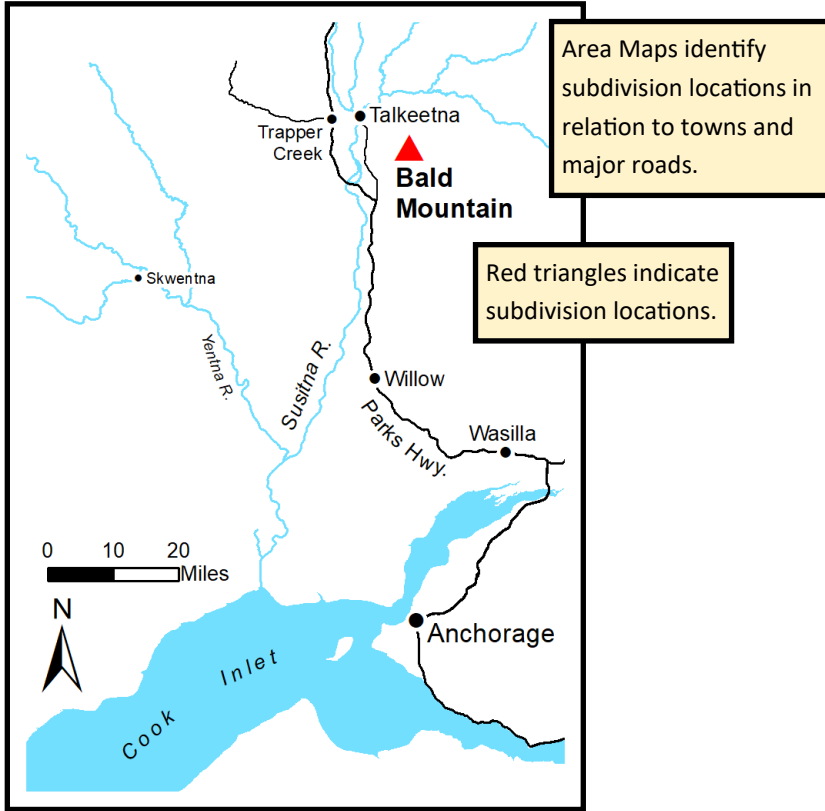 Area Maps identify
subdivision locations in
relation to towns and
major roads.
Talkeetna
Trapper
Creek
Bald
Mountain
Red triangles indicate
subdivision locations.
Skwentna
Yentna R.
Susitna R.
Willow
Parks Hwy.
Wasilla
0 10 20
Miles
N
Anchorage
Cook Inlet